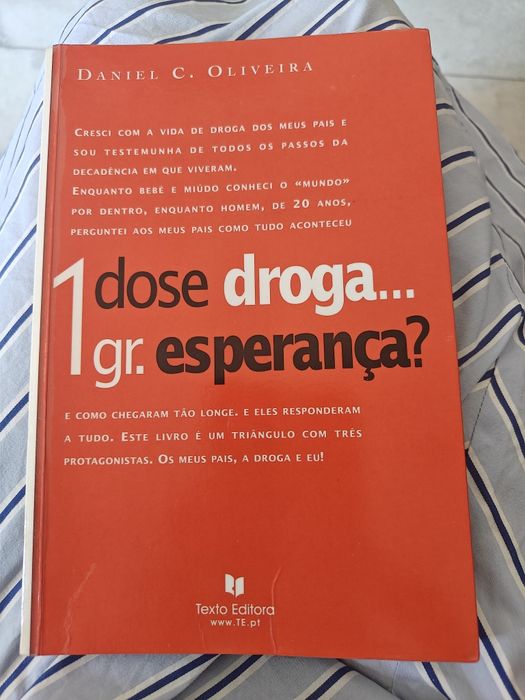 DANIEL C. OLIVEIRA
CRESCI COM A VIDA DE DROGA DOS MEUS PAIS E
SOU TESTEMUNHA DE TODOS OS PASSOS DA
DECADÊNCIA EM QUE VIVERAM.
ENQUANTO BEBÉ E MIÚDO CONHECI O «MUNDO»
POR DENTRO, ENQUANTO HOMEM, DE 20 ANOS,
PERGUNTEI AOS MEUS PAIS COMO TUDO ACONTECEU
1 dose droga...
gr. esperança?
E COMO CHEGARAM TÃO LONGE. E ELES RESPONDERAM
A TUDO. ESTE LIVRO É UM TRIÂNGULO COM TRÊS
PROTAGONISTAS. OS MEUS PAIS, A DROGA E EU!
Texto Editora
www.TE.pt